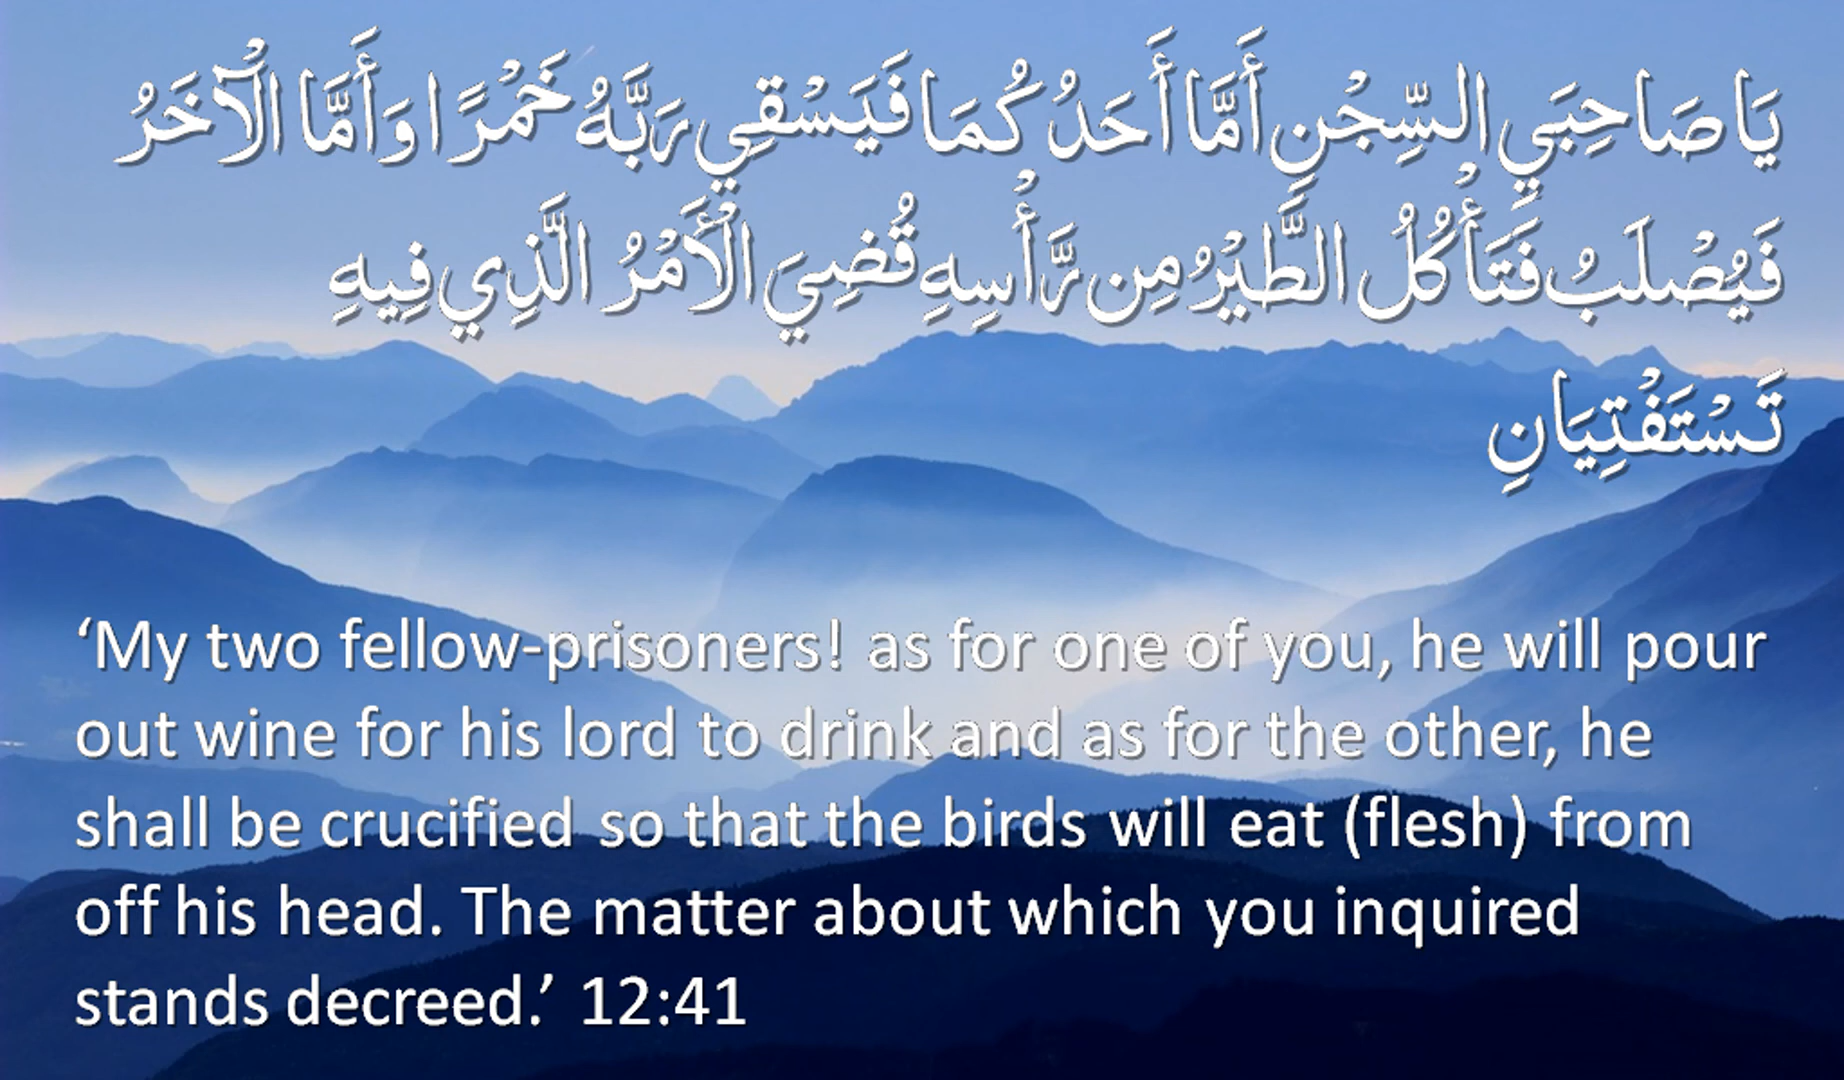 يَا صَاحِبَيِ السِّجْنِ أَمَّا أَحَدُكُمَا فَيَسْقِي رَبَّهُ خَمْرًا وَأَمَّا الْآخَرُ
فَيُصْلَبُ فَتَأْكُلُ الطَّيْرُ مِن رَّأْسِهِ قُضِيَ الْأَمْرُ الَّذِي فِيهِ
تَسْتَفْتِيَانِ
‘My two fellow-prisoners! as for one of you, he will pour
out wine for his lord to drink and as for the other, he
shall be crucified so that the birds will eat (flesh) from
off his head. The matter about which you inquired
stands decreed.’ 12:41